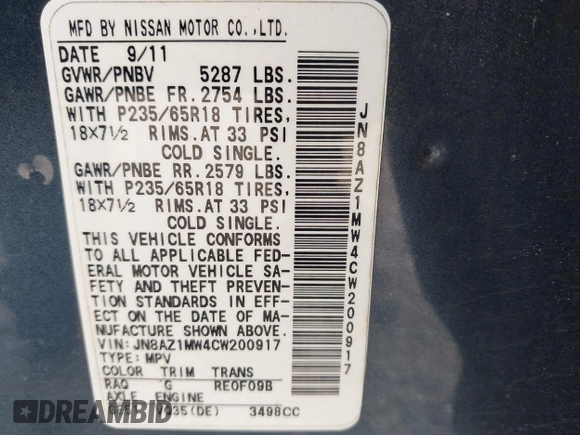 MFD BY NISSAN MOTOR CO.,LTD.
DATE 9/11
GVWR/PNBV 5287 LBS.
GAWR/PNBE FR. 2754 LBS.
WITH P235/65R18 TIRES,
18X7½ RIMS.AT 33 PSI
COLD SINGLE.
GAWR/PNBE RR. 2579 LBS.
WITH P235/65R18 TIRES,
18X7½ RIMS.AT 33 PSI
COLD SINGLE.
THIS VEHICLE CONFORMS
TO ALL APPLICABLE FED-
ERAL MOTOR VEHICLE SA-
FETY AND THEFT PREVEN-
TION STANDARDS IN EFF-
ECT ON THE DATE OF MA-
NUFACTURE SHOWN ABOVE.
VIN:JN8AZ1MW4CW200917
TYPE: MPV
COLOR TRIM TRANS
RAQ G RE0F09B
AXLE ENGINE
VQ35(DE) 3498CC
JN8AZ1MW4CW200917
DREAMBID